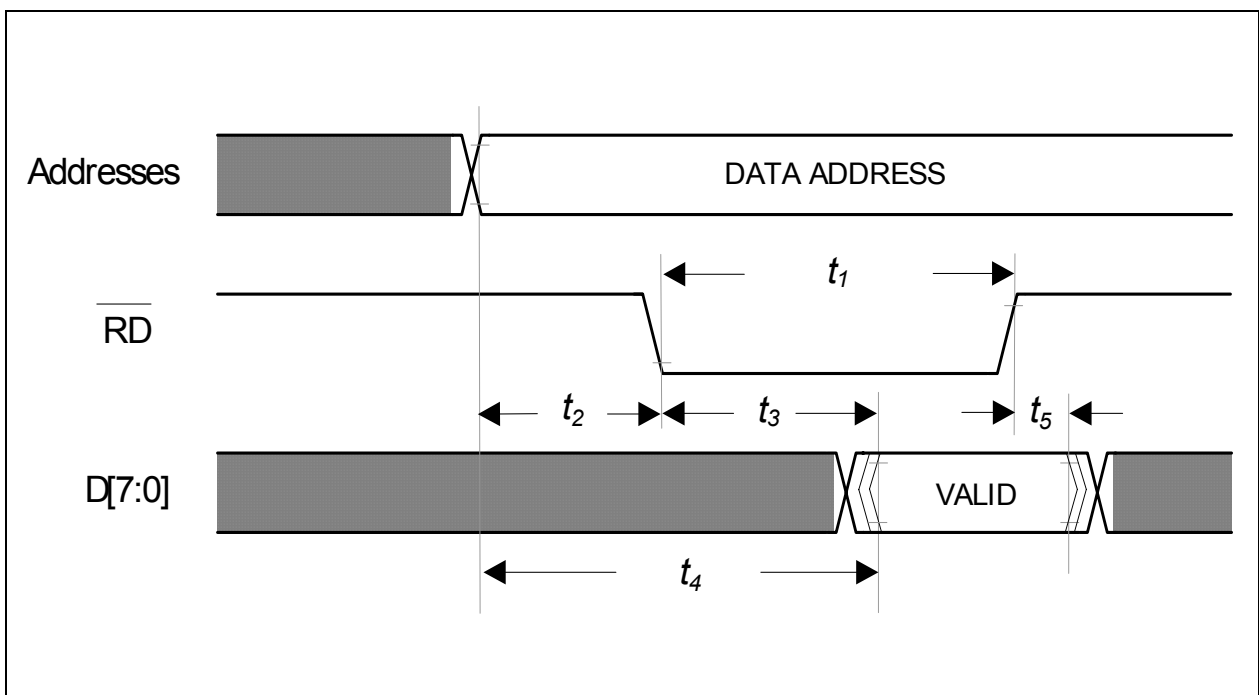 Addresses
DATA ADDRESS
t1
RD
t2
t3
t5
D[7:0]
VALID
t4